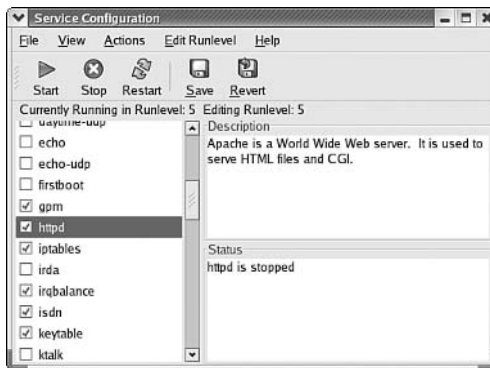 Service Configuration
File View Actions Edit Runlevel Help
Start Stop Restart Save Revert
Currently Running in Runlevel: 5 Editing Runlevel: 5
daytime-udp
echo
echo-udp
firstboot
gpm
httpd
iptables
irda
irqbalance
isdn
keytable
ktalk
Description
Apache is a World Wide Web server. It is used to
serve HTML files and CGI.
Status
httpd is stopped